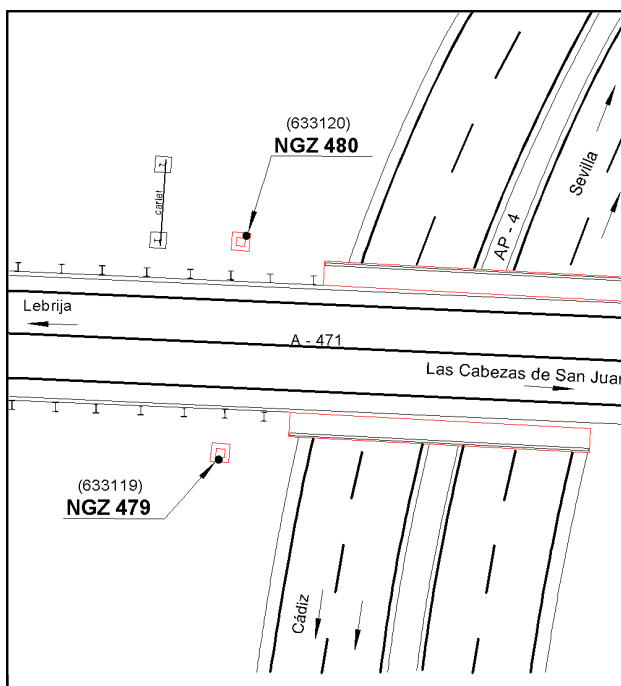 (633120)
NGZ 480
cartel
Sevilla
AP - 4
Lebrija
A - 471
Las Cabezas de San Juan
(633119)
NGZ 479
Cádiz